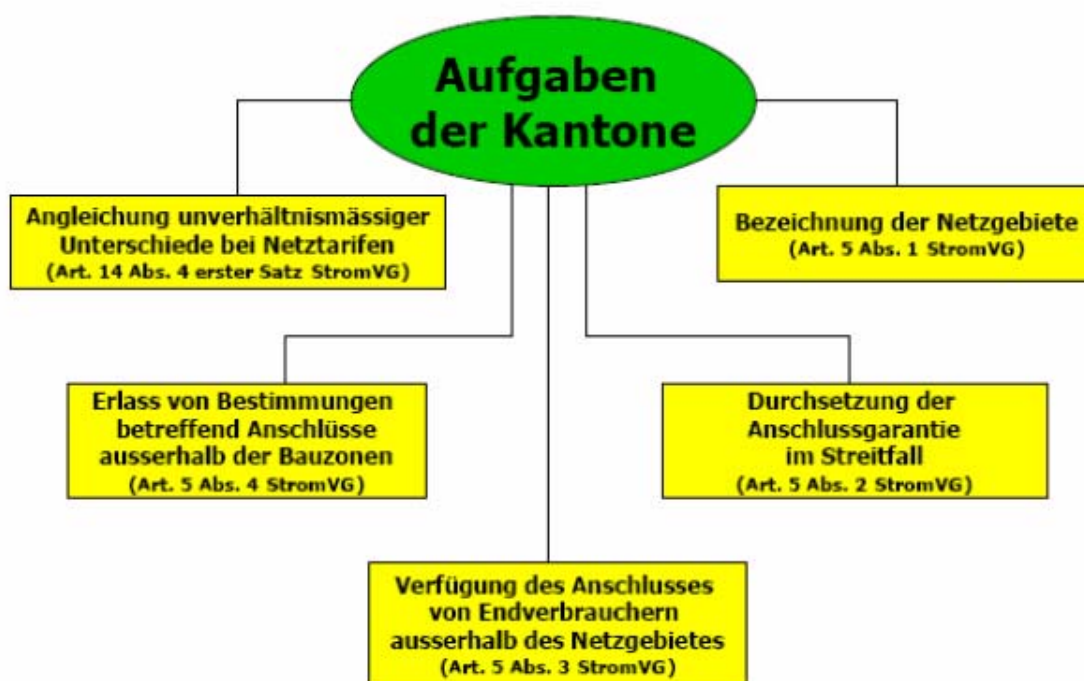 Aufgaben
der Kantone
Angleichung unverhältnismässiger
Unterschiede bei Netztarifen
(Art. 14 Abs. 4 erster Satz StromVG)
Bezeichnung der Netzgebiete
(Art. 5 Abs. 1 StromVG)
Erlass von Bestimmungen
betreffend Anschlüsse
ausserhalb der Bauzonen
(Art. 5 Abs. 4 StromVG)
Durchsetzung der
Anschlussgarantie
im Streitfall
(Art. 5 Abs. 2 StromVG)
Verfügung des Anschlusses
von Endverbrauchern
ausserhalb des Netzgebietes
(Art. 5 Abs. 3 StromVG)